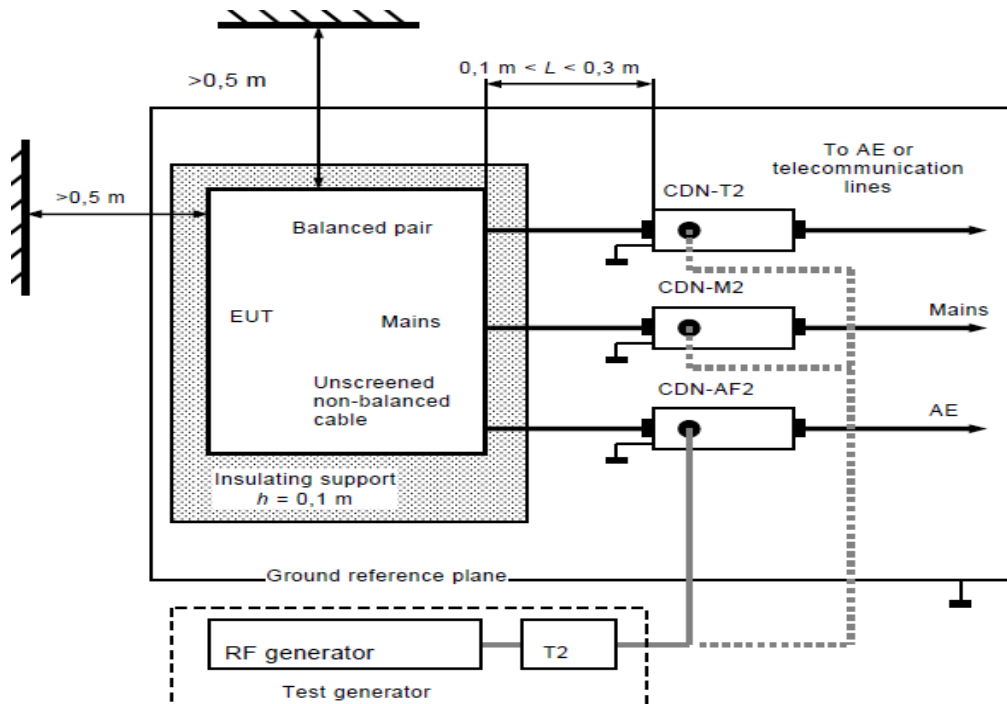 >0,5 m
0,1 m < L < 0,3 m
>0,5 m
To AE or
telecommunication
lines
CDN-T2
Balanced pair
CDN-M2
EUT
Mains
Mains
Unscreened
non-balanced
cable
CDN-AF2
AE
Insulating support
h = 0,1 m
Ground reference plane
RF generator
T2
Test generator